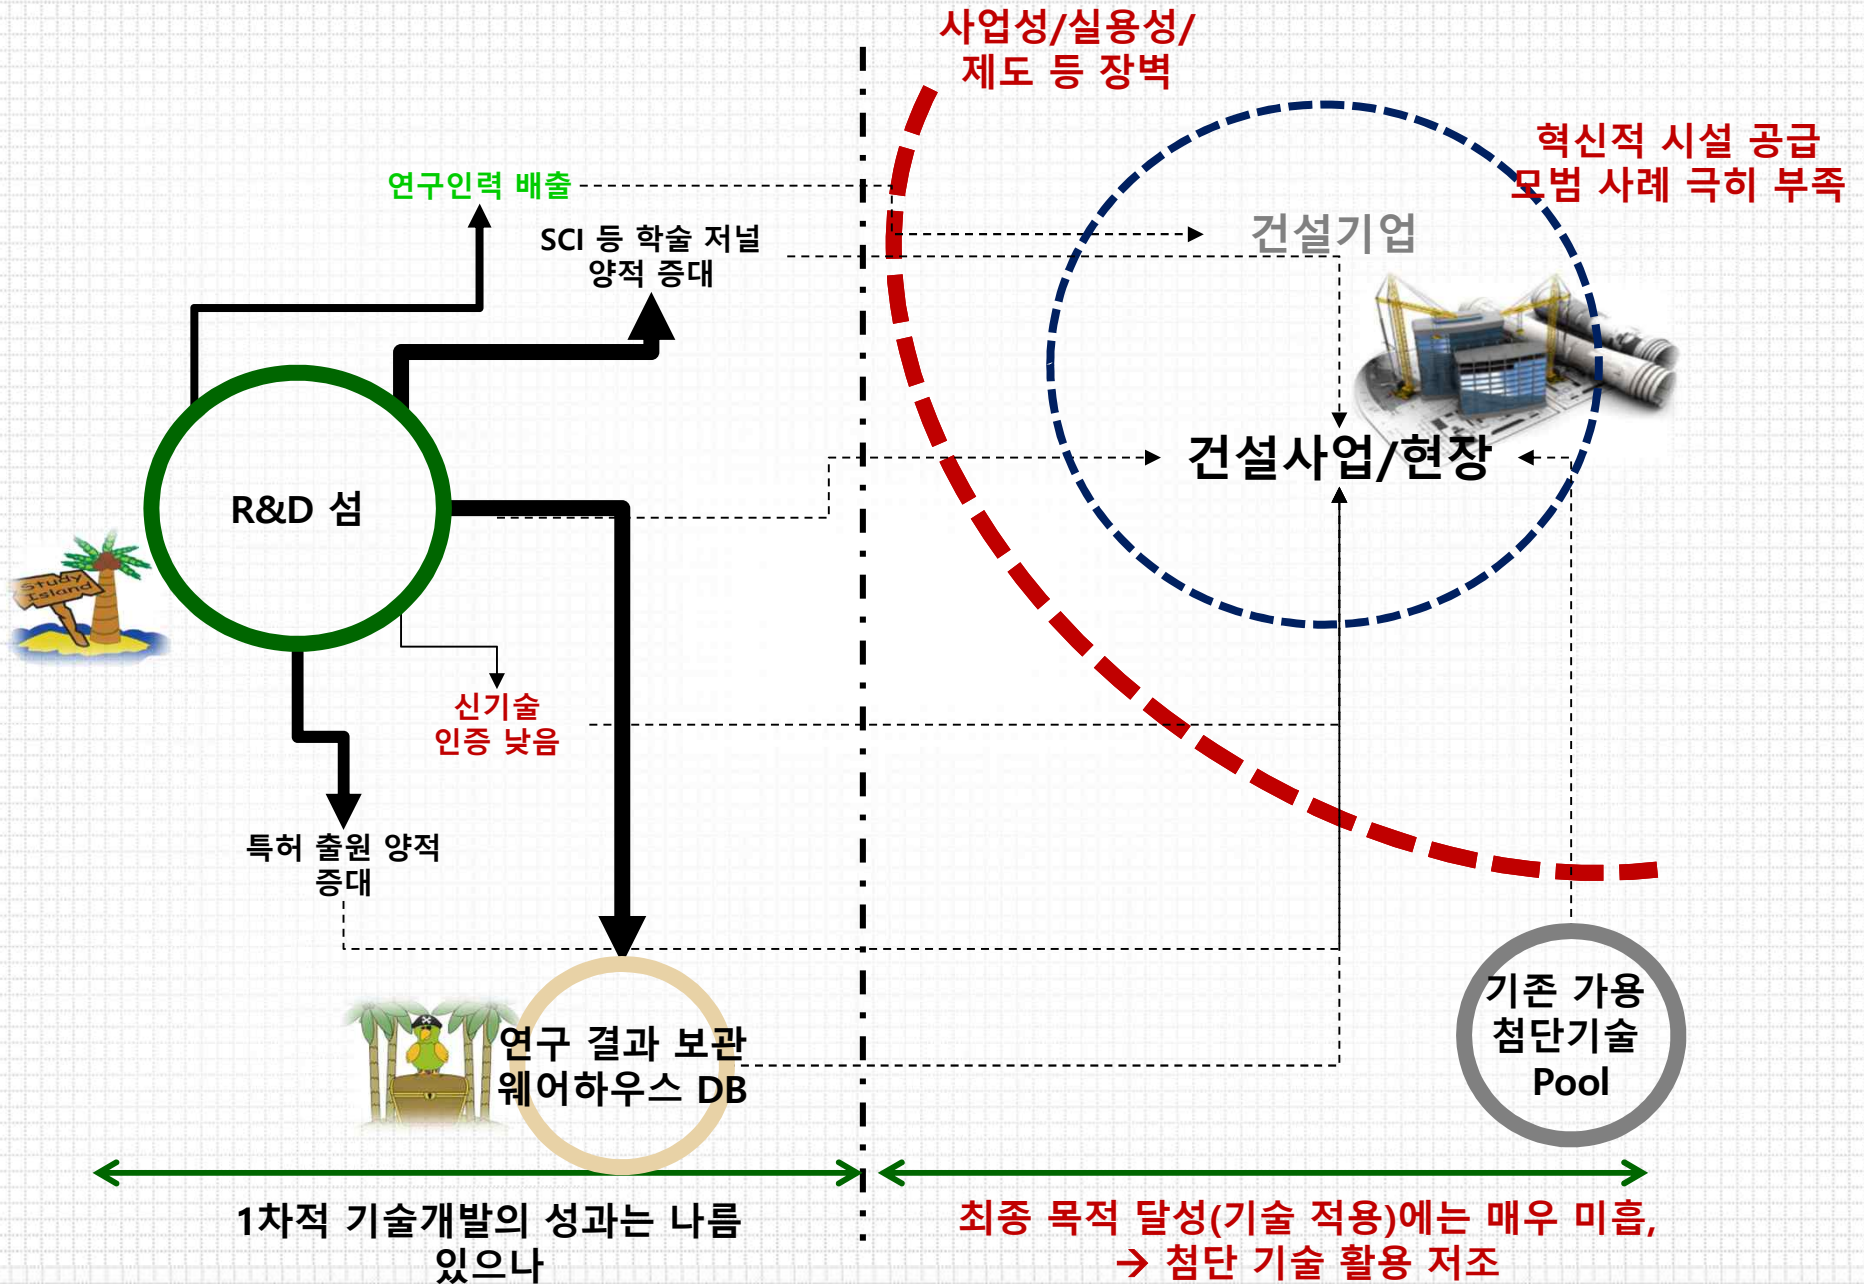 사업성/실용성/
제도 등 장벽
혁신적 시설 공급
모범 사례 극히 부족
연구인력 배출
SCI 등 학술 저널
양적 증대
건설기업
건설사업/현장
R&D 섬
Study
Island
신기술
인증 낮음
특허 출원 양적
증대
연구 결과 보관
웨어하우스 DB
기존 가용
첨단기술
Pool
1차적 기술개발의 성과는 나름
있으나
최종 목적 달성(기술 적용)에는 매우 미흡,
→ 첨단 기술 활용 저조